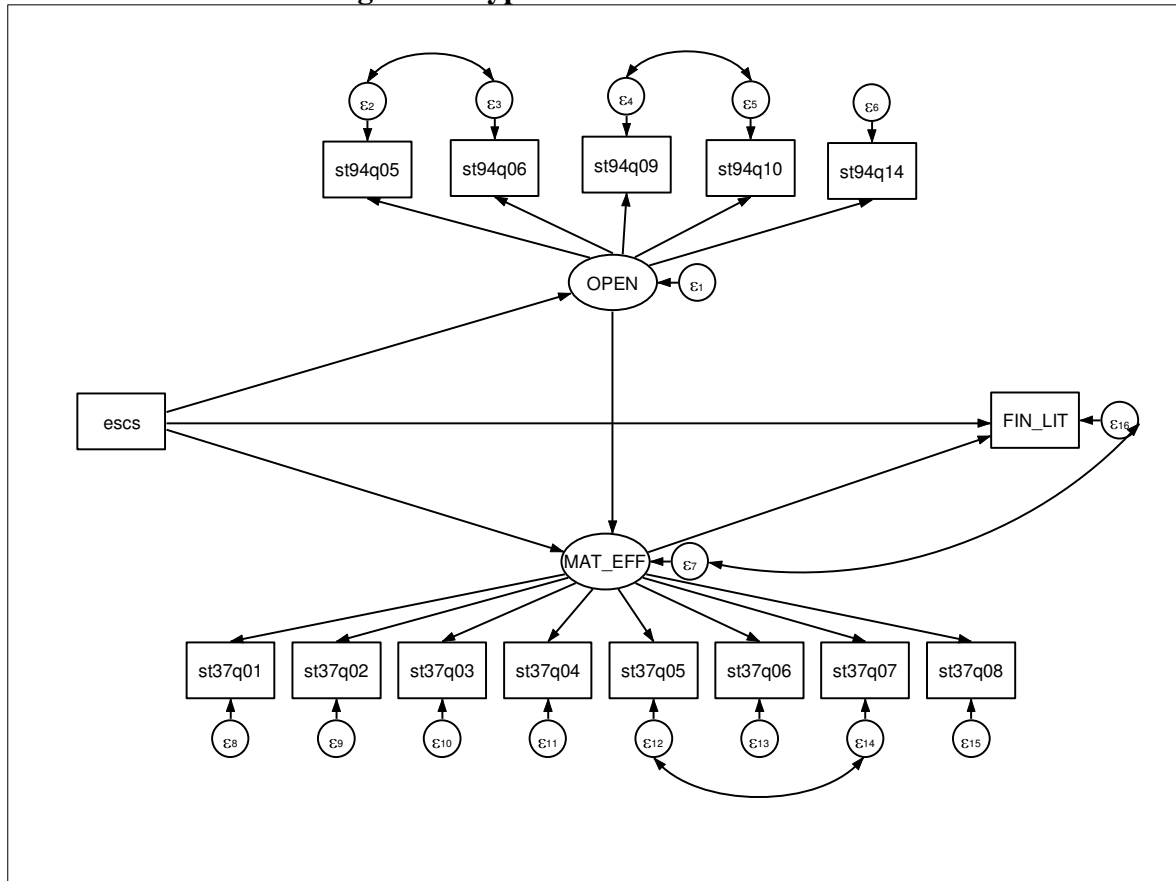 ε2 ε3 ε4 ε5 ε6
st94q05 st94q06 st94q09 st94q10 st94q14
OPEN ε1
escs FIN_LIT ε16
MAT_EFF ε7
st37q01 st37q02 st37q03 st37q04 st37q05 st37q06 st37q07 st37q08
ε8 ε9 ε10 ε11 ε12 ε13 ε14 ε15